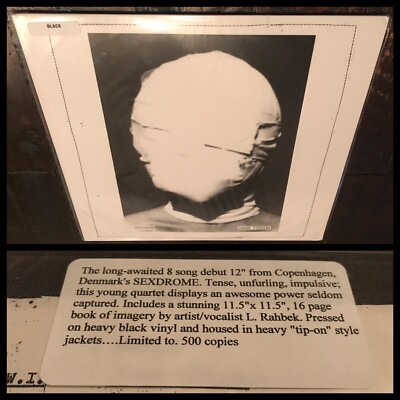 BLACK
The long-awaited 8 song debut 12" from Copenhagen,
Denmark's SEXDROME. Tense, unfurling, impulsive;
this young quartet displays an awesome power seldom
captured. Includes a stunning 11.5"x 11.5", 16 page
book of imagery by artist/vocalist L. Rahbek. Pressed
on heavy black vinyl and housed in heavy "tip-on" style
jackets....Limited to. 500 copies
W.I.